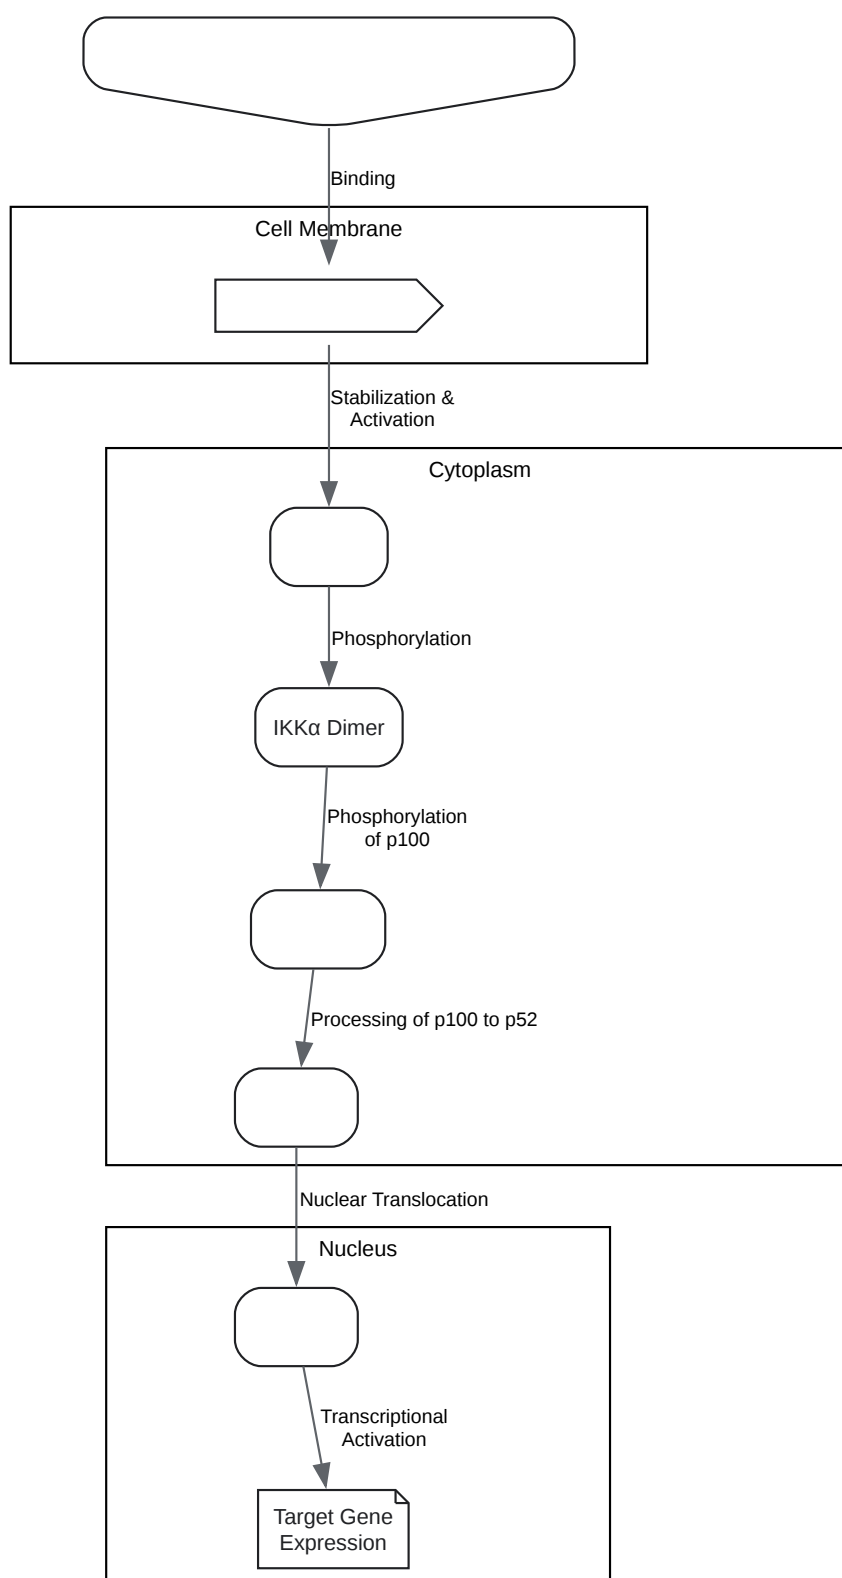 Binding
Cell Membrane
Stabilization &
Activation
Cytoplasm
Phosphorylation
IKKα Dimer
Phosphorylation
of p100
Processing of p100 to p52
Nuclear Translocation
Nucleus
Transcriptional
Activation
Target Gene
Expression